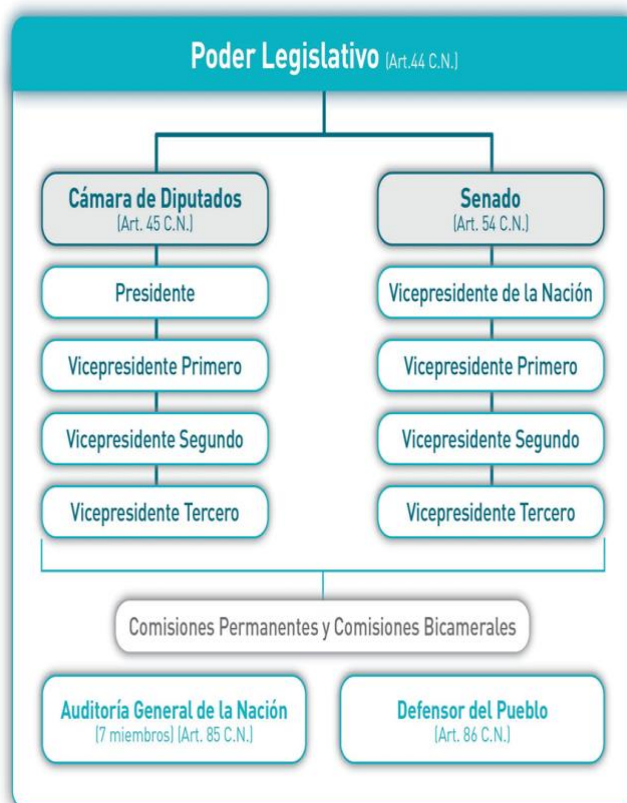 Poder Legislativo (Art.44 C.N.)
Cámara de Diputados
(Art. 45 C.N.)
Presidente
Vicepresidente Primero
Vicepresidente Segundo
Vicepresidente Tercero
Senado
(Art. 54 C.N.)
Vicepresidente de la Nación
Vicepresidente Primero
Vicepresidente Segundo
Vicepresidente Tercero
Comisiones Permanentes y Comisiones Bicamerales
Auditoría General de la Nación
(7 miembros) (Art. 85 C.N.)
Defensor del Pueblo
(Art. 86 C.N.)